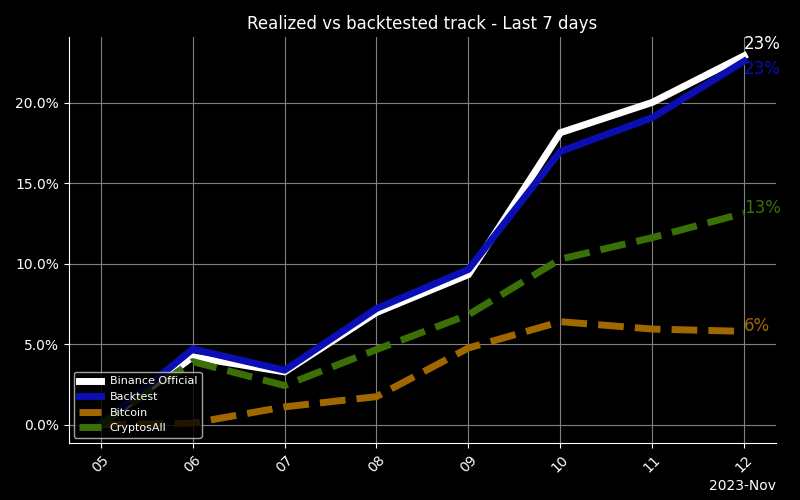 Realized vs backtested track - Last 7 days
23%
23%
20.0%
15.0%
13%
10.0%
6%
5.0%
Binance Official
Backtest
Bitcoin
CryptosAll
0.0%
05 06 07 08 09 10 11 12
2023-Nov